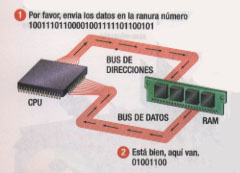 1 Por favor, envía los datos en la ranura número
10011101100001001111101100101
BUS DE
DIRECCIONES
CPU
BUS DE DATOS
RAM
2 Está bien, aquí van.
01001100